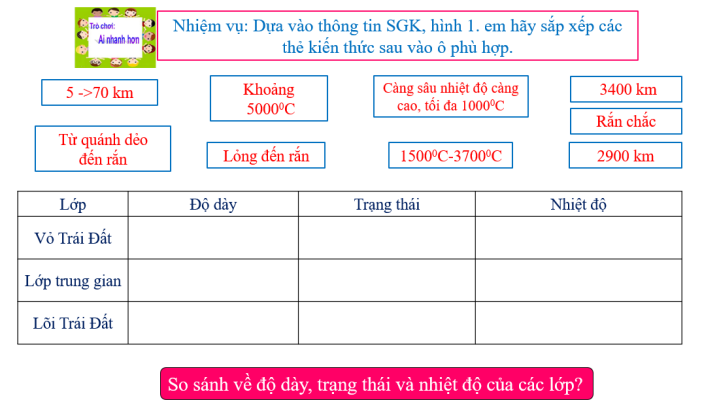 Trò chơi:
Ai nhanh hơn
Nhiệm vụ: Dựa vào thông tin SGK, hình 1. em hãy sắp xếp các
thẻ kiến thức sau vào ô phù hợp.
5 ->70 km
Khoảng
5000⁰C
Càng sâu nhiệt độ càng
cao, tối đa 1000⁰C
3400 km
Rắn chắc
Từ quánh dẻo
đến rắn
Lỏng đến rắn
1500⁰C-3700⁰C
2900 km
Lớp Độ dày Trạng thái Nhiệt độ
Vỏ Trái Đất
Lớp trung gian
Lõi Trái Đất
So sánh về độ dày, trạng thái và nhiệt độ của các lớp?